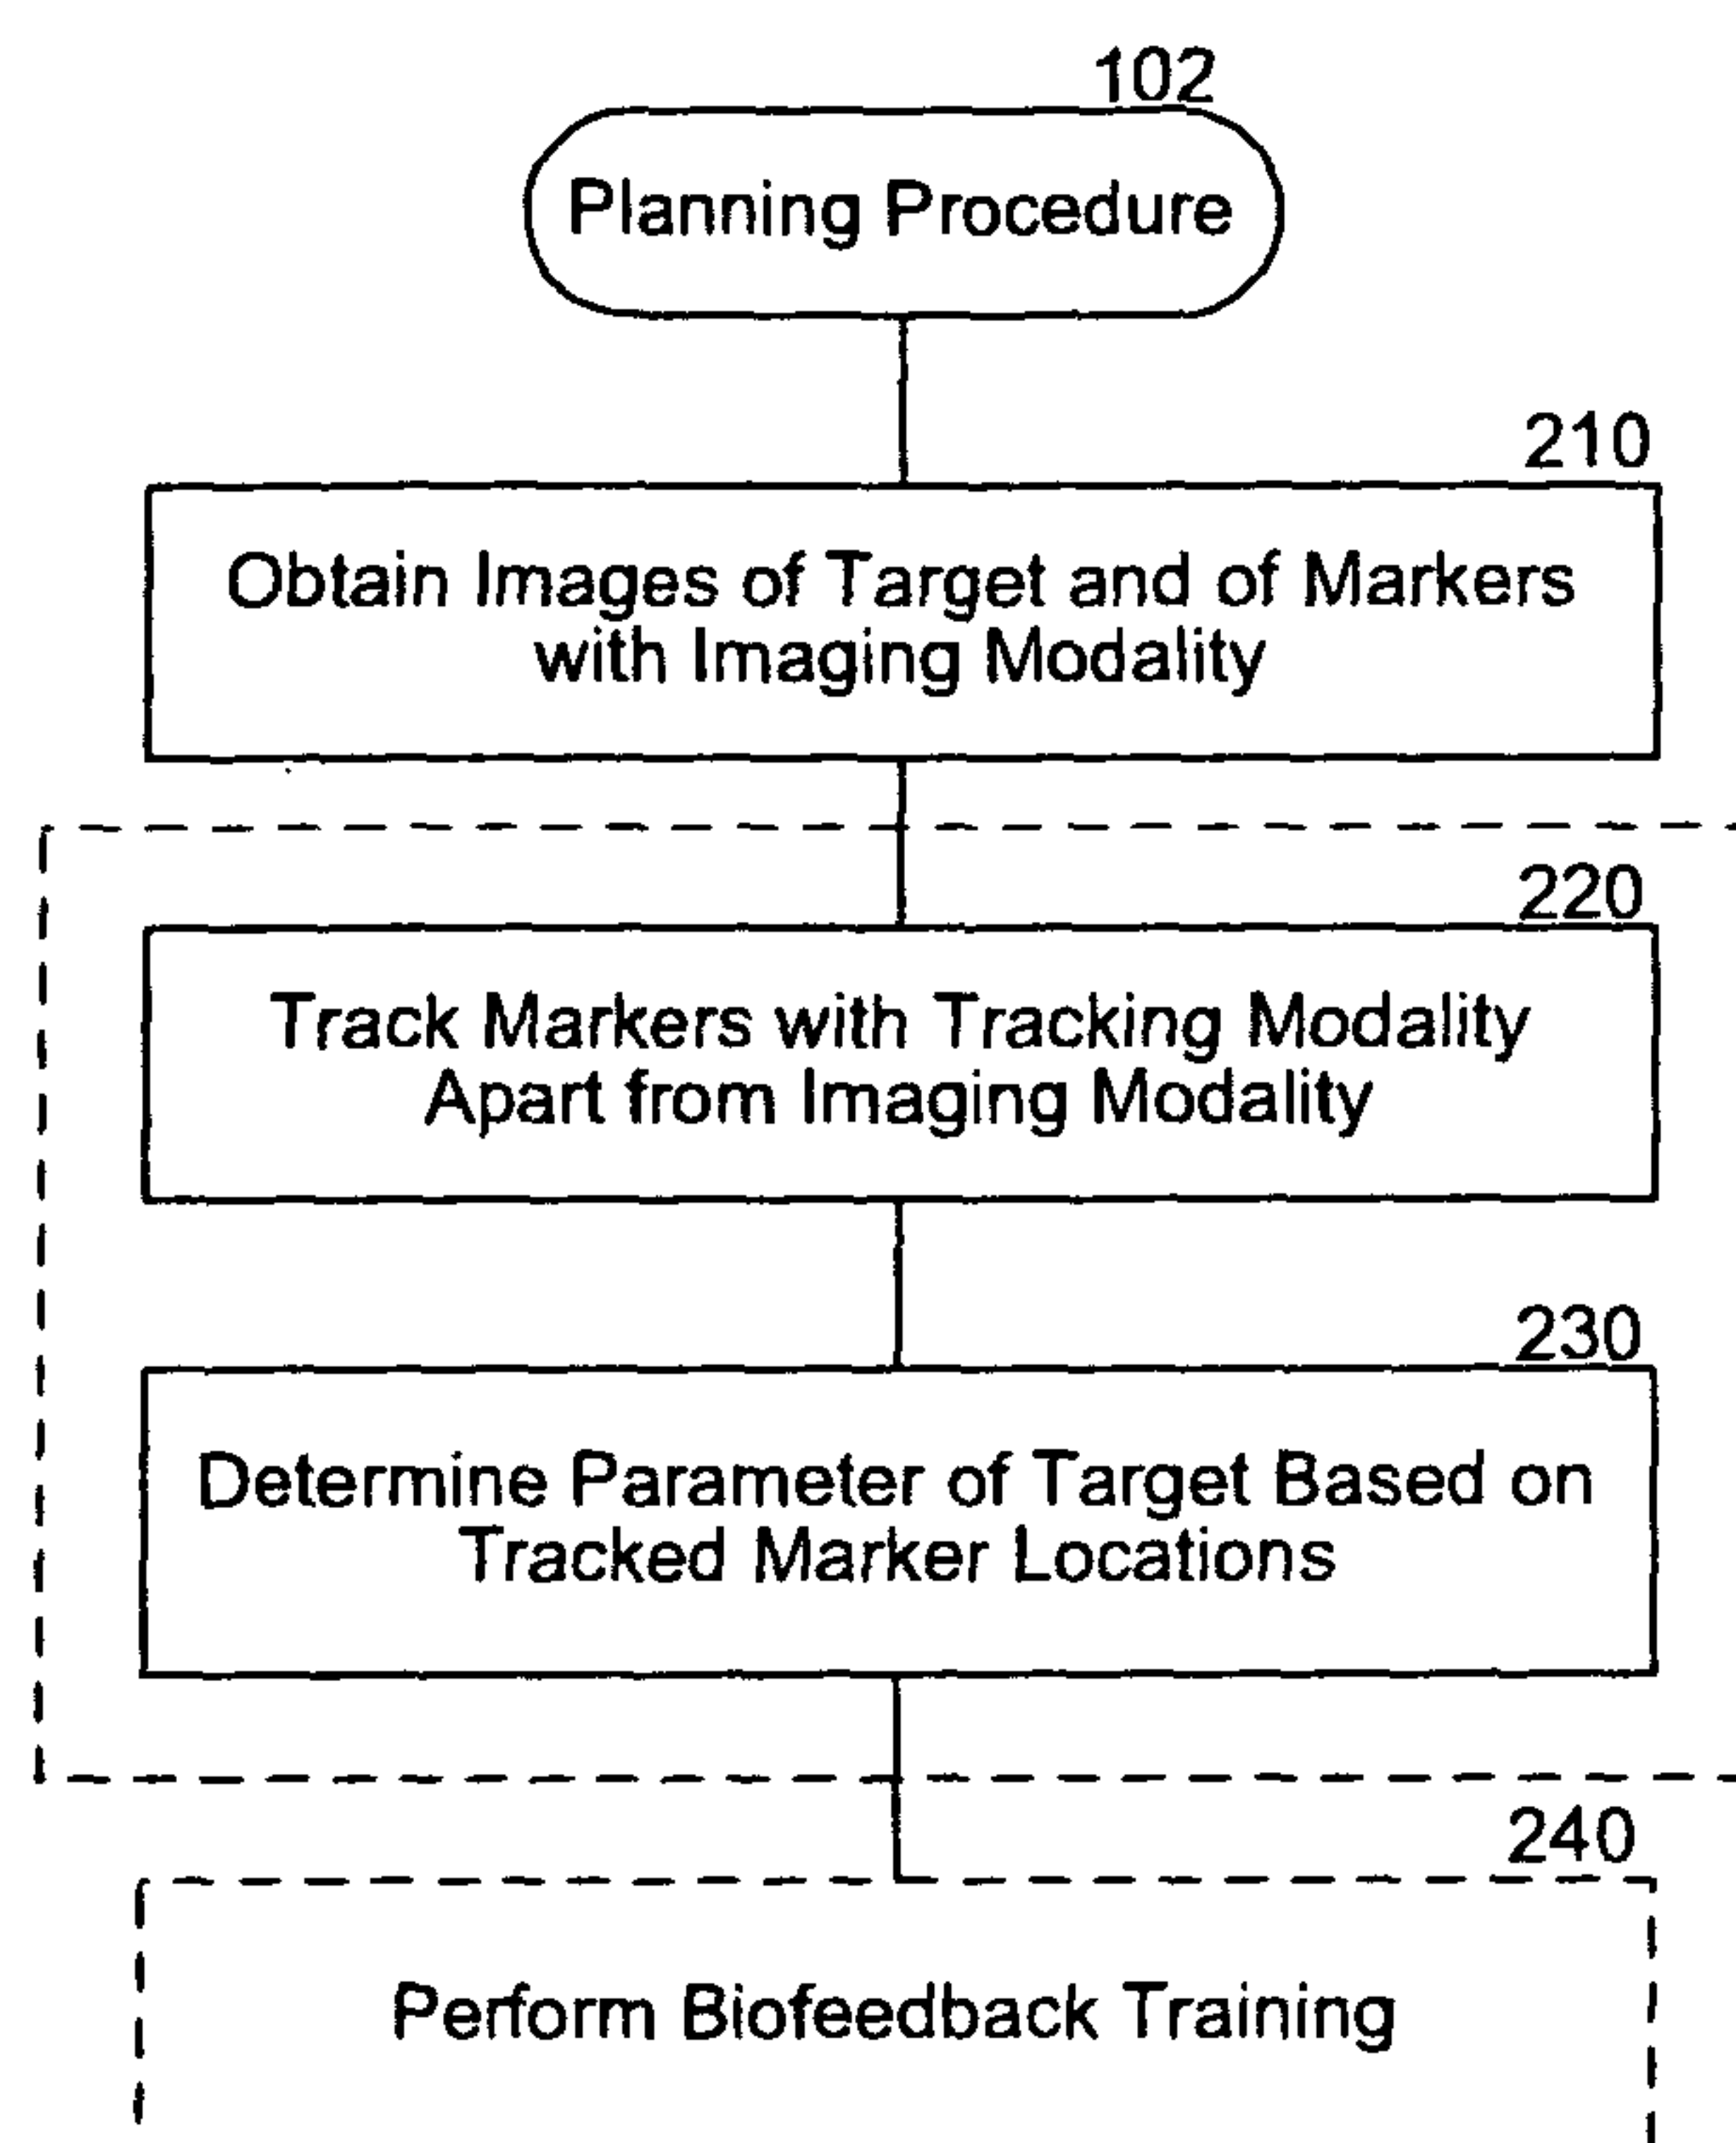 102
Planning Procedure
210
Obtain Images of Target and of Markers
with Imaging Modality
220
Track Markers with Tracking Modality
Apart from Imaging Modality
230
Determine Parameter of Target Based on
Tracked Marker Locations
240
Perform Biofeedback Training